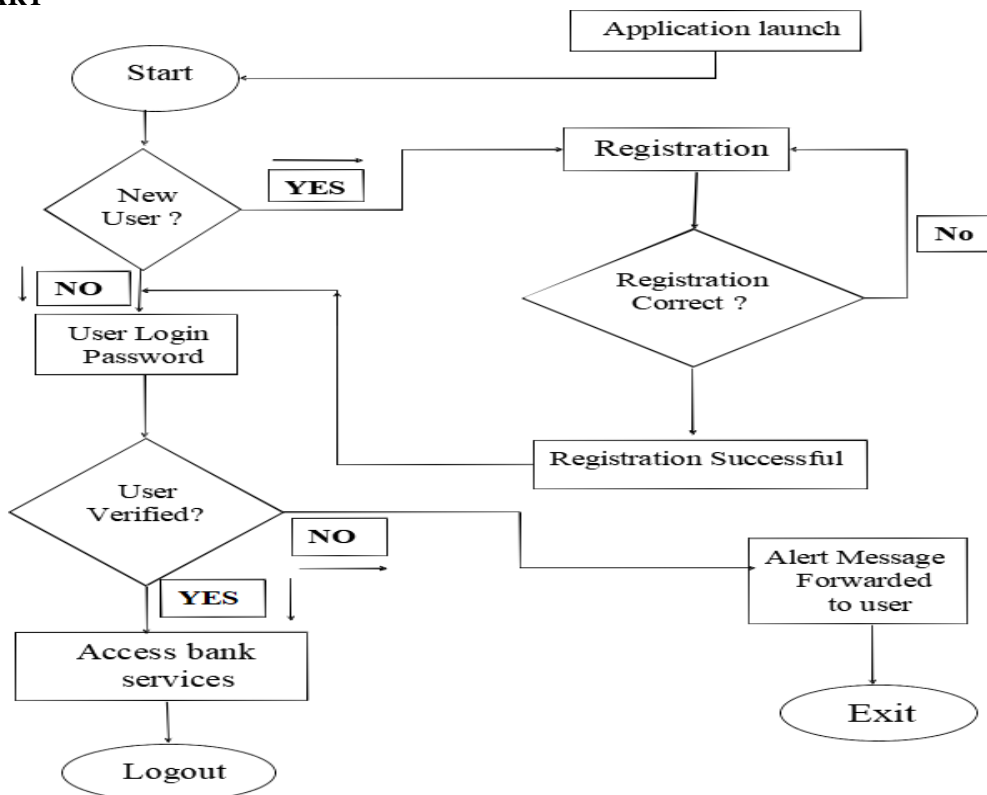 Application launch
Start
New
User ?
YES
Registration
No
Registration
Correct ?
NO
User Login
Password
Registration Successful
User
Verified?
NO
Alert Message
Forwarded
to user
YES
Access bank
services
Exit
Logout